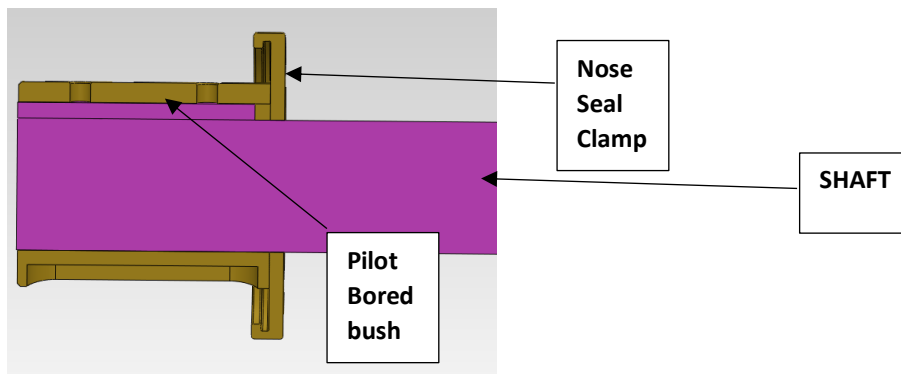 Nose
Seal
Clamp
SHAFT
Pilot
Bored
bush